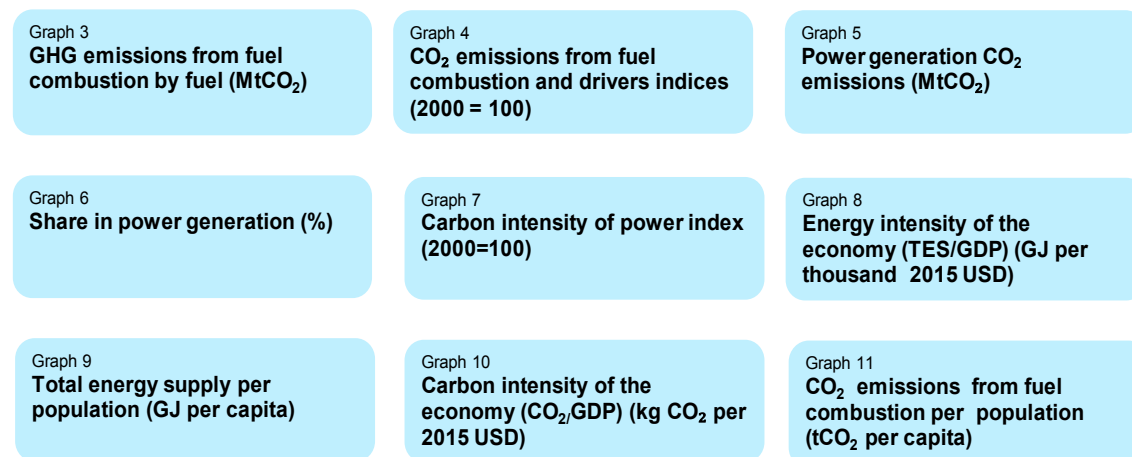 Graph 3
GHG emissions from fuel
combustion by fuel (MtCO₂)
Graph 4
CO₂ emissions from fuel
combustion and drivers indices
(2000 = 100)
Graph 5
Power generation CO₂
emissions (MtCO₂)
Graph 6
Share in power generation (%)
Graph 7
Carbon intensity of power index
(2000=100)
Graph 8
Energy intensity of the
economy (TES/GDP) (GJ per
thousand 2015 USD)
Graph 9
Total energy supply per
population (GJ per capita)
Graph 10
Carbon intensity of the
economy (CO₂/GDP) (kg CO₂ per
2015 USD)
Graph 11
CO₂ emissions from fuel
combustion per population
(tCO₂ per capita)